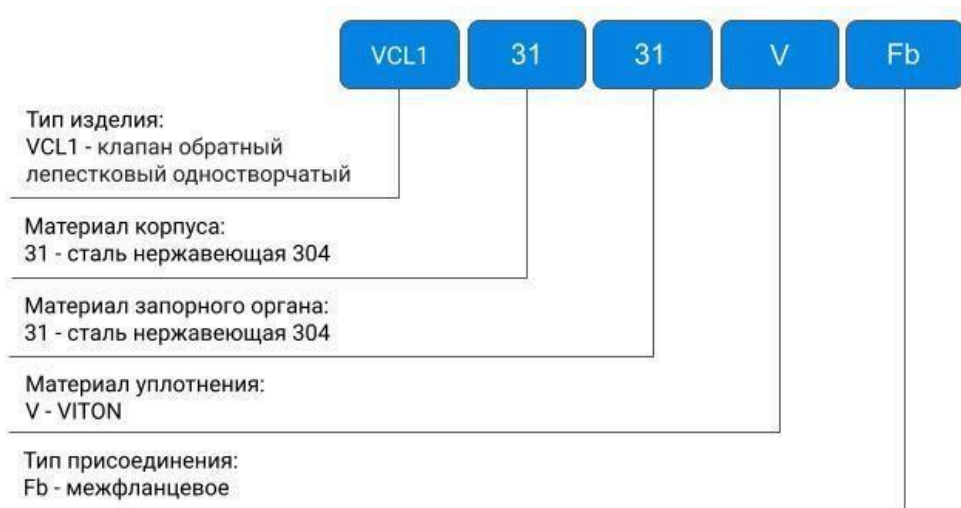 VCL1 31 31 V Fb
Тип изделия:
VCL1 - клапан обратный
лепестковый одностворчатый
Материал корпуса:
31 - сталь нержавеющая 304
Материал запорного органа:
31 - сталь нержавеющая 304
Материал уплотнения:
V - VITON
Тип присоединения:
Fb - межфланцевое